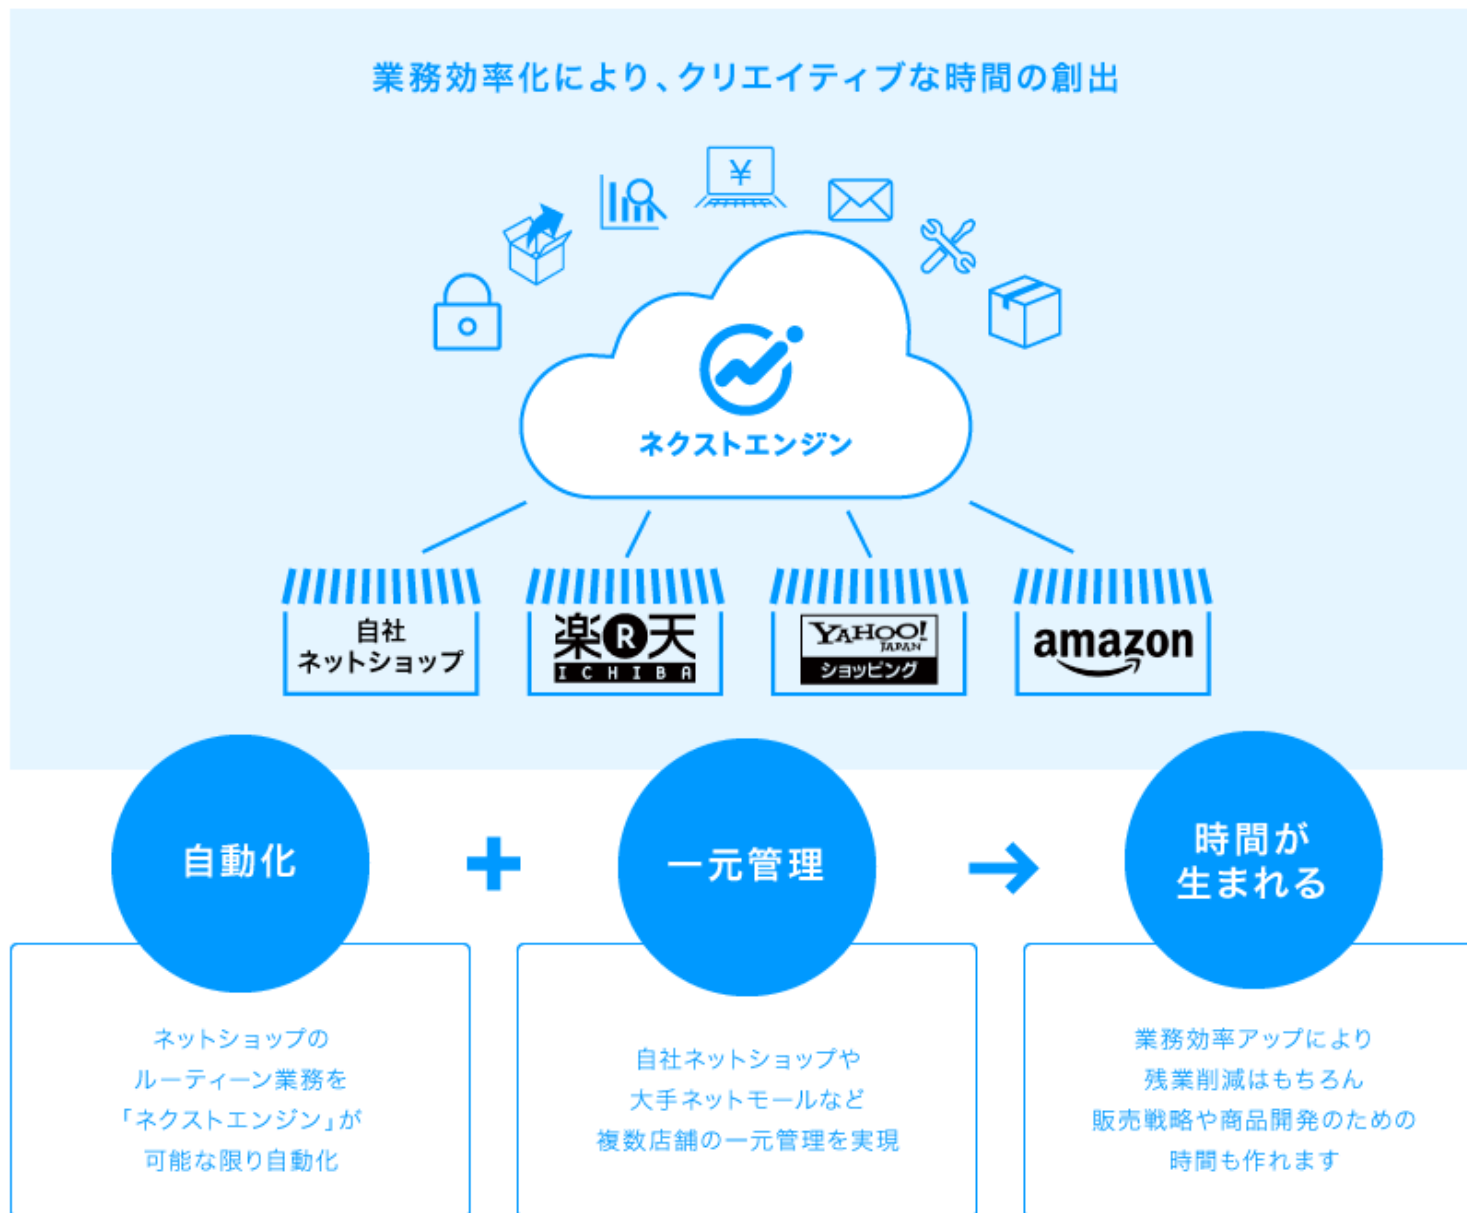 業務効率化により、クリエイティブな時間の創出
¥
ネクストエンジン
自社
ネットショップ
楽R天
ICHIBA
YAHOO!
JAPAN
ショッピング
amazon
自動化
+
一元管理
→
時間が
生まれる
ネットショップの
ルーティーン業務を
「ネクストエンジン」が
可能な限り自動化
自社ネットショップや
大手ネットモールなど
複数店舗の一元管理を実現
業務効率アップにより
残業削減はもちろん
販売戦略や商品開発のための
時間も作れます